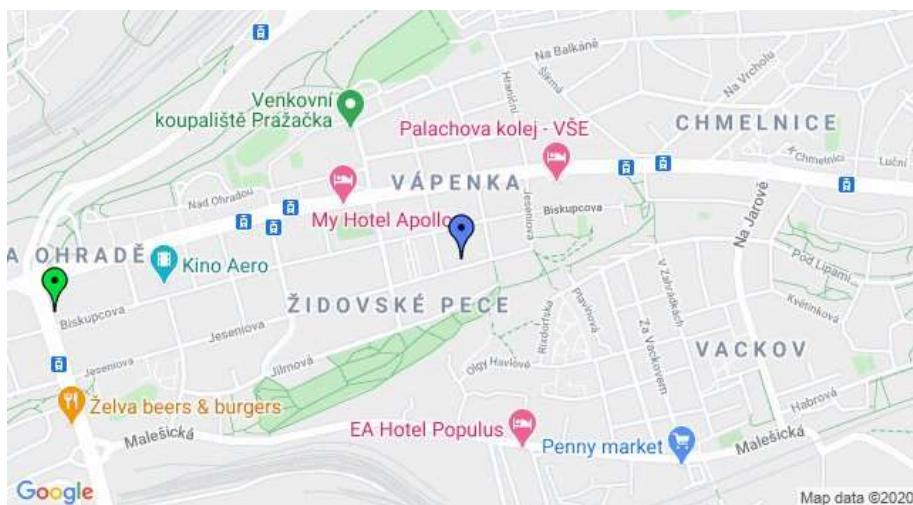 Na Balkáně
Hraniční
Šikmá
Na Vrcholu
Venkovní
koupaliště Pražačka
Palachova kolej - VŠE
CHMELNICE
K Chmelnici
Luční
VÁPENKA
Nad Ohradou
My Hotel Apollo
Jeseniova
Biskupcova
Na Jarově
A OHRADĚ
Kino Aero
Pod Lipami
V Zahrádkách
Květinková
ŽIDOVSKÉ PECE
Biskupcova
Jeseniova
Rixdorfská
Plavínová
Za Vackovem
VACKOV
Jilmová
Olgy Havlové
Jeseniova
Želva beers & burgers
Habrová
EA Hotel Populus
Malešická
Penny market
Malešická
Google
Map data ©2020